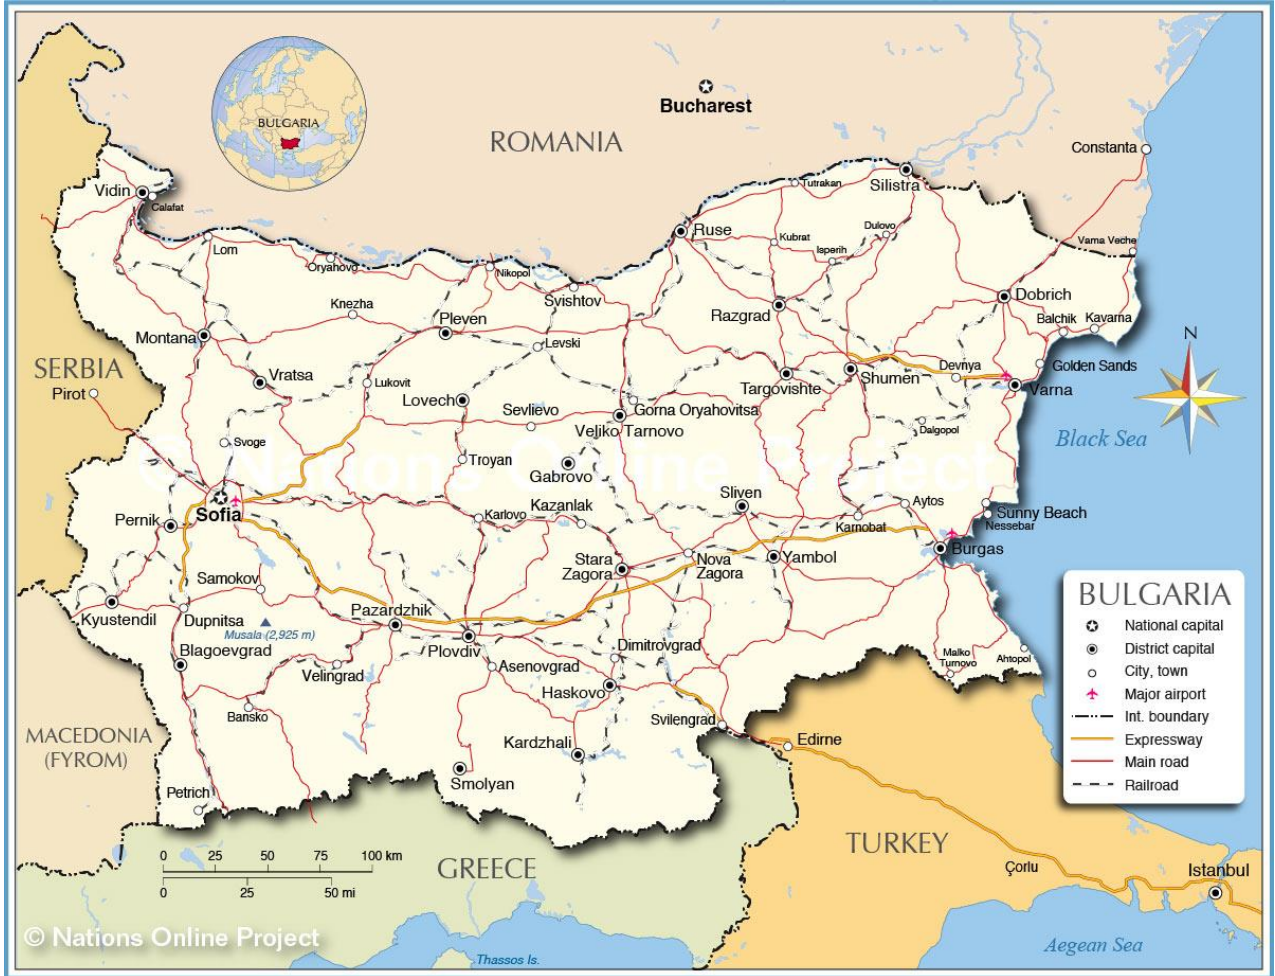 BULGARIA
Bucharest
ROMANIA
Constanta
Vidin
Calafat
Silistra
Tutrakan
Ruse
Kubrat
Dulovo
Isperih
Vama Veche
Lom
Oryahovo
Nikopol
Svishtov
Knezha
Pleven
Razgrad
Dobrich
Balchik
Kavarna
Montana
Levski
N
SERBIA
Pirot
Vratsa
Lukovit
Lovech
Sevlievo
Gorna Oryahovitsa
Veliko Tarnovo
Targovishte
Shumen
Devnya
Golden Sands
Varna
Svoge
Dalgopol
Black Sea
© Nations Online Project
Troyan
Gabrovo
Sofia
Pernik
Karlovo
Kazanlak
Sliven
Karnobat
Aytos
Sunny Beach
Nessebar
Burgas
Stara
Zagora
Nova
Zagora
Yambol
Samokov
Kyustendil
Dupnitsa
Musala (2,925 m)
Pazardzhik
Plovdiv
Dimitrovgrad
Blagoevgrad
Velingrad
Asenovgrad
Haskovo
Malko
Turnovo
Ahtopol
Bansko
Svilengrad
MACEDONIA
(FYROM)
Kardzhali
Edirne
Smolyan
Petrich
BULGARIA
National capital
District capital
City, town
Major airport
Int. boundary
Expressway
Main road
Railroad
0 25 50 75 100 km
0 25 50 mi
GREECE
TURKEY
Çorlu
Istanbul
© Nations Online Project
Thassos Is.
Aegean Sea